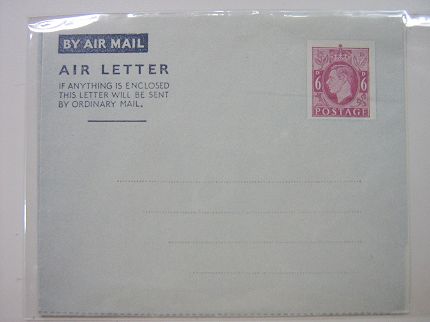 BY AIR MAIL
AIR LETTER
IF ANYTHING IS ENCLOSED
THIS LETTER WILL BE SENT
BY ORDINARY MAIL.
6 D D 6
POSTAGE